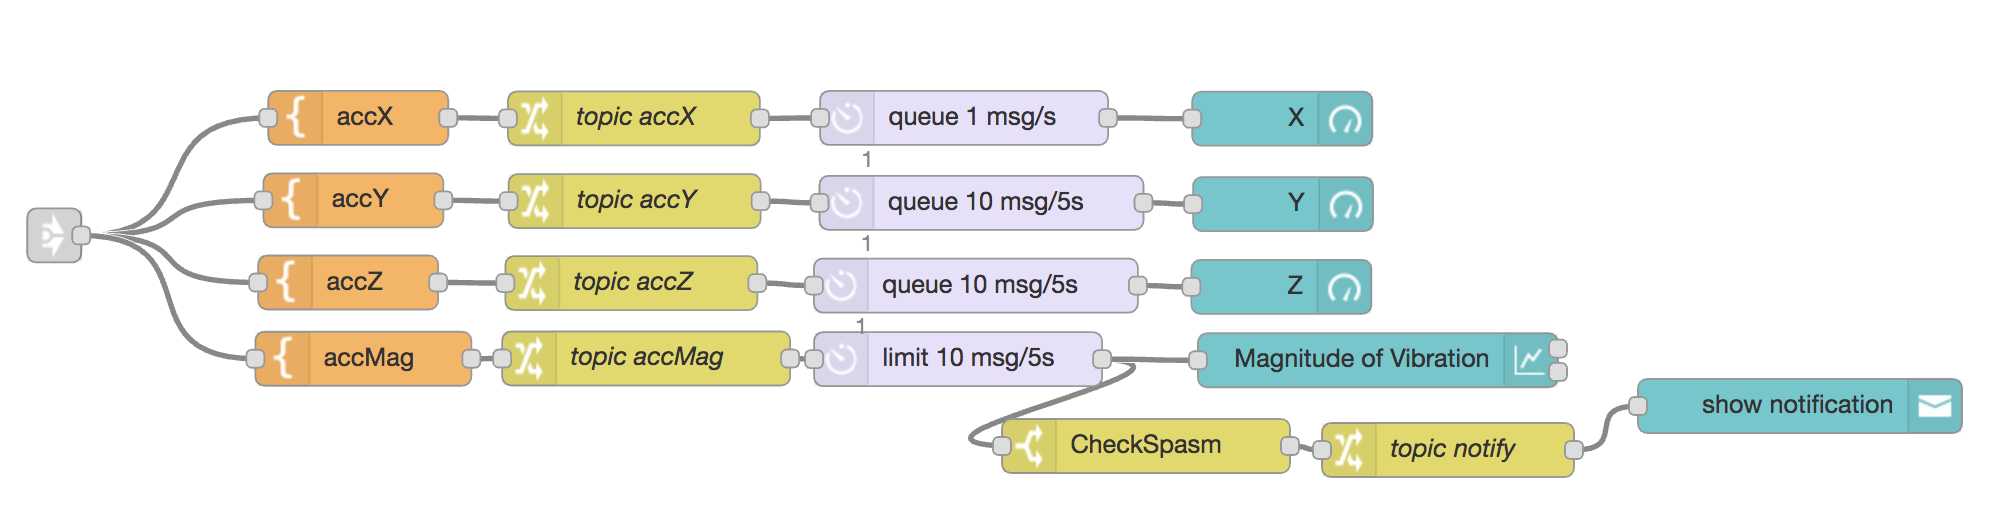 accX
topic accX
queue 1 msg/s
X
1
accY
topic accY
queue 10 msg/5s
Y
1
accZ
topic accZ
queue 10 msg/5s
Z
1
accMag
topic accMag
limit 10 msg/5s
Magnitude of Vibration
show notification
CheckSpasm
topic notify